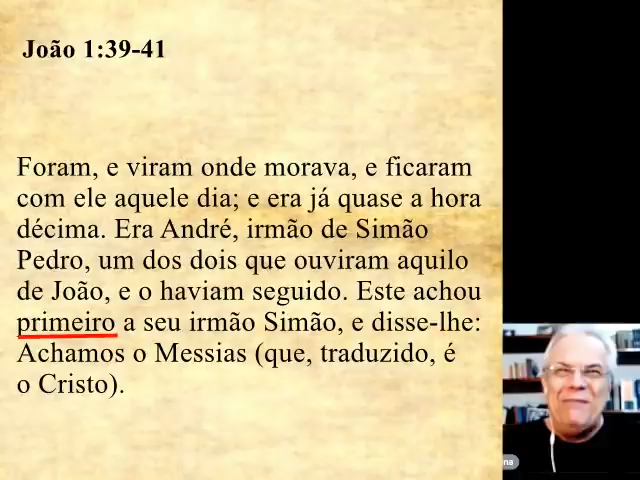 João 1:39-41
Foram, e viram onde morava, e ficaram
com ele aquele dia; e era já quase a hora
décima. Era André, irmão de Simão
Pedro, um dos dois que ouviram aquilo
de João, e o haviam seguido. Este achou
primeiro a seu irmão Simão, e disse-lhe:
Achamos o Messias (que, traduzido, é
o Cristo).
na